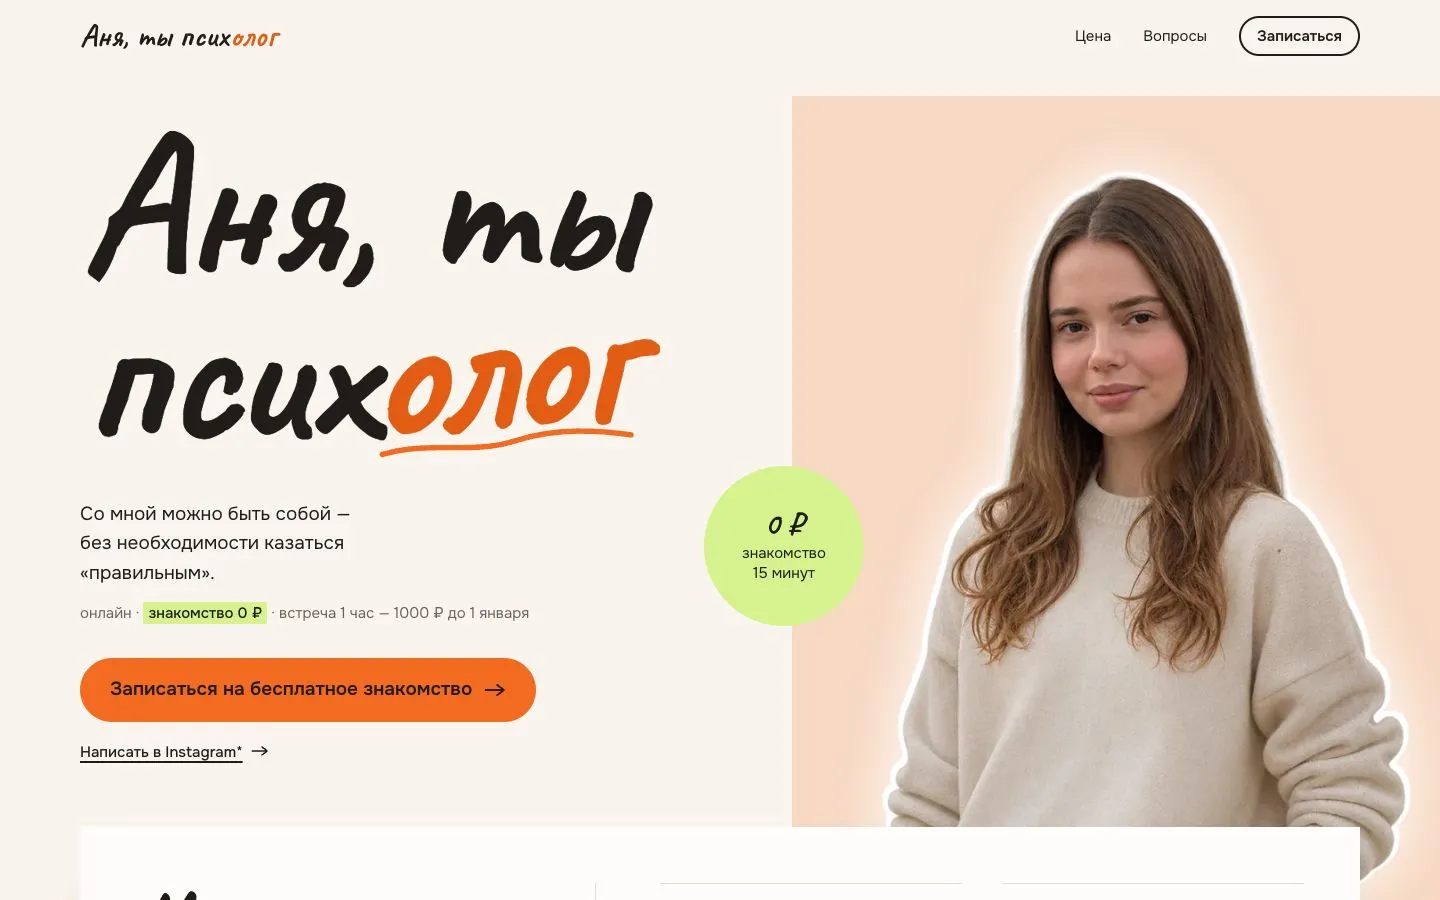 Аня, ты психолог
Цена
Вопросы
Записаться
Аня, ты
психолог
Со мной можно быть собой —
без необходимости казаться
«правильным».
онлайн · знакомство 0 ₽ · встреча 1 час — 1000 ₽ до 1 января
Записаться на бесплатное знакомство →
Написать в Instagram* →
0 ₽
знакомство
15 минут